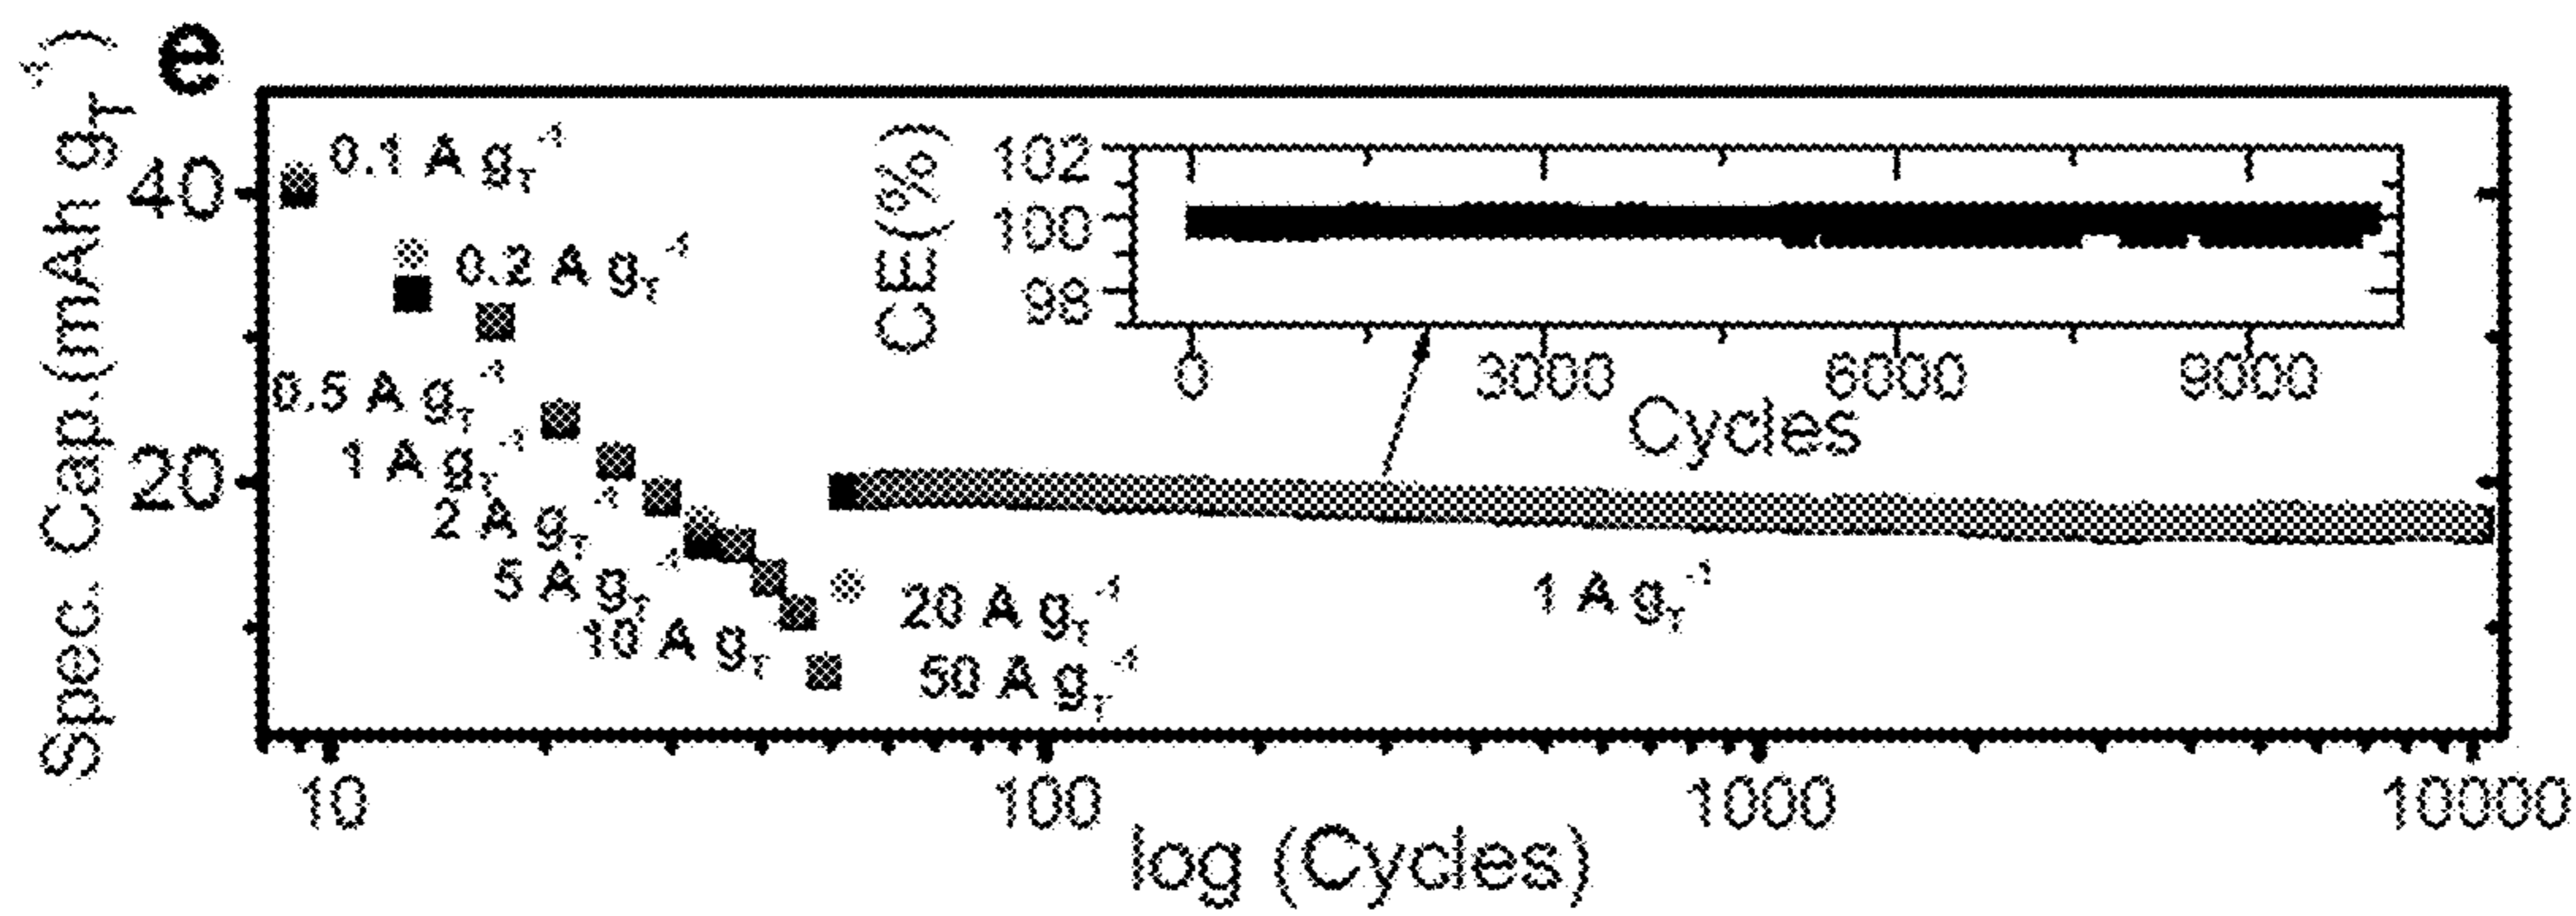 e
Spec. Cap.(mAh g_T^-1)
40
20
0.1 A g_T^-1
0.2 A g_T^-1
0.5 A g_T^-1
1 A g_T^-1
2 A g_T^-1
5 A g_T^-1
10 A g_T^-1
20 A g_T^-1
50 A g_T^-1
CE(%)
102
100
98
0 3000 6000 9000
Cycles
1 A g_T^-1
10 100 1000 10000
log (Cycles)